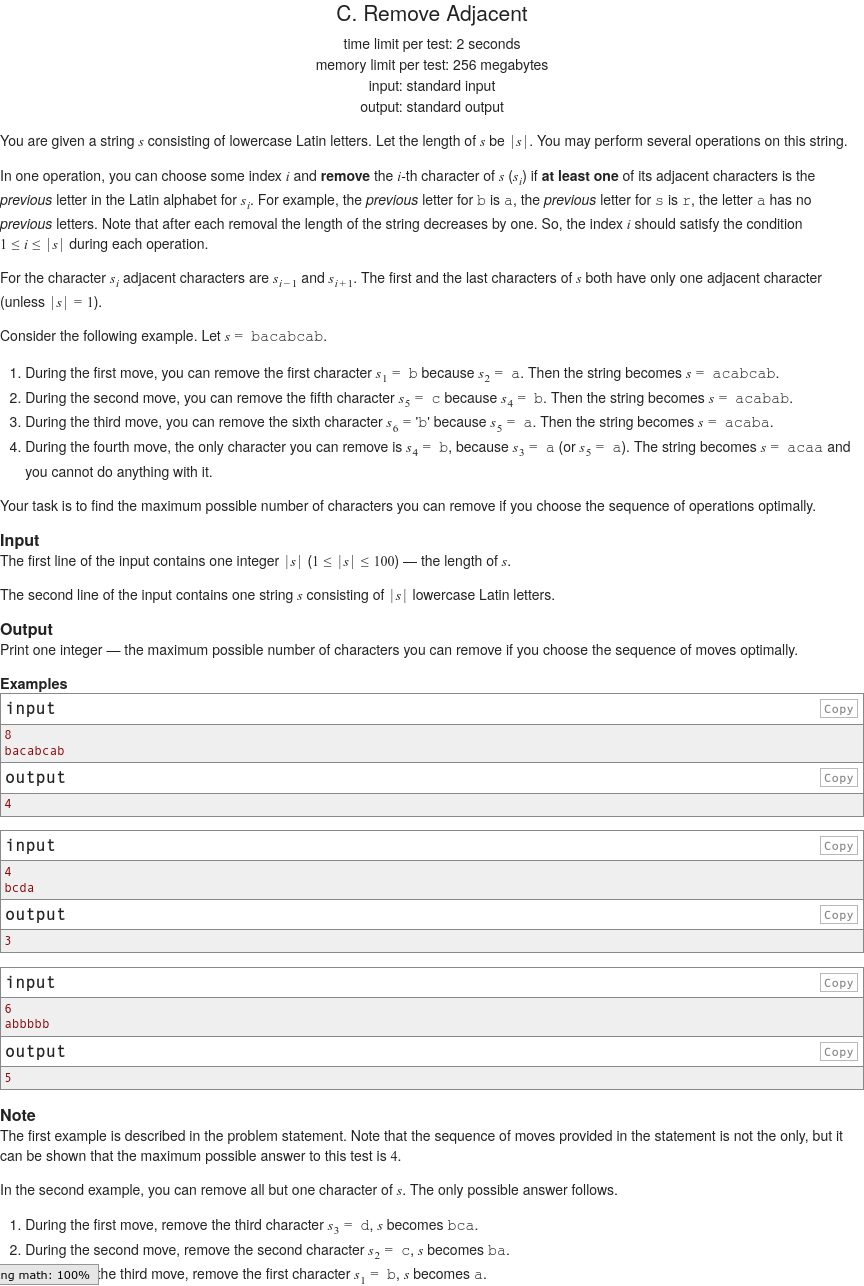 C. Remove Adjacent
time limit per test: 2 seconds
memory limit per test: 256 megabytes
input: standard input
output: standard output
You are given a string s consisting of lowercase Latin letters. Let the length of s be |s|. You may perform several operations on this string.
In one operation, you can choose some index i and remove the i-th character of s (s_i) if at least one of its adjacent characters is the
previous letter in the Latin alphabet for s_i. For example, the previous letter for b is a, the previous letter for s is r, the letter a has no
previous letters. Note that after each removal the length of the string decreases by one. So, the index i should satisfy the condition
1 ≤ i ≤ |s| during each operation.
For the character s_i adjacent characters are s_{i−1} and s_{i+1}. The first and the last characters of s both have only one adjacent character
(unless |s| = 1).
Consider the following example. Let s = bacabcab.
1. During the first move, you can remove the first character s_1 = b because s_2 = a. Then the string becomes s = acabcab.
2. During the second move, you can remove the fifth character s_5 = c because s_4 = b. Then the string becomes s = acabab.
3. During the third move, you can remove the sixth character s_6 = 'b' because s_5 = a. Then the string becomes s = acaba.
4. During the fourth move, the only character you can remove is s_4 = b, because s_3 = a (or s_5 = a). The string becomes s = acaa and
you cannot do anything with it.
Your task is to find the maximum possible number of characters you can remove if you choose the sequence of operations optimally.
Input
The first line of the input contains one integer |s| (1 ≤ |s| ≤ 100) — the length of s.
The second line of the input contains one string s consisting of |s| lowercase Latin letters.
Output
Print one integer — the maximum possible number of characters you can remove if you choose the sequence of moves optimally.
Examples
input Copy
8
bacabcab
output Copy
4
input Copy
4
bcda
output Copy
3
input Copy
6
abbbbb
output Copy
5
Note
The first example is described in the problem statement. Note that the sequence of moves provided in the statement is not the only, but it
can be shown that the maximum possible answer to this test is 4.
In the second example, you can remove all but one character of s. The only possible answer follows.
1. During the first move, remove the third character s_3 = d, s becomes bca.
2. During the second move, remove the second character s_2 = c, s becomes ba.
ng math: 100% the third move, remove the first character s_1 = b, s becomes a.